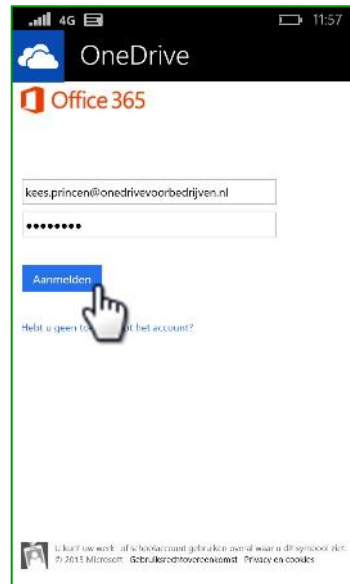 4G 11:57
OneDrive
Office 365
kees.princen@onedrivevoorbedrijven.nl
••••••••
Aanmelden
Hebt u geen to ot het account?
U kunt uw werk- of schoolaccount gebruiken overal waar u dit symbool ziet.
© 2015 Microsoft Gebruiksrechtovereenkomst Privacy en cookies